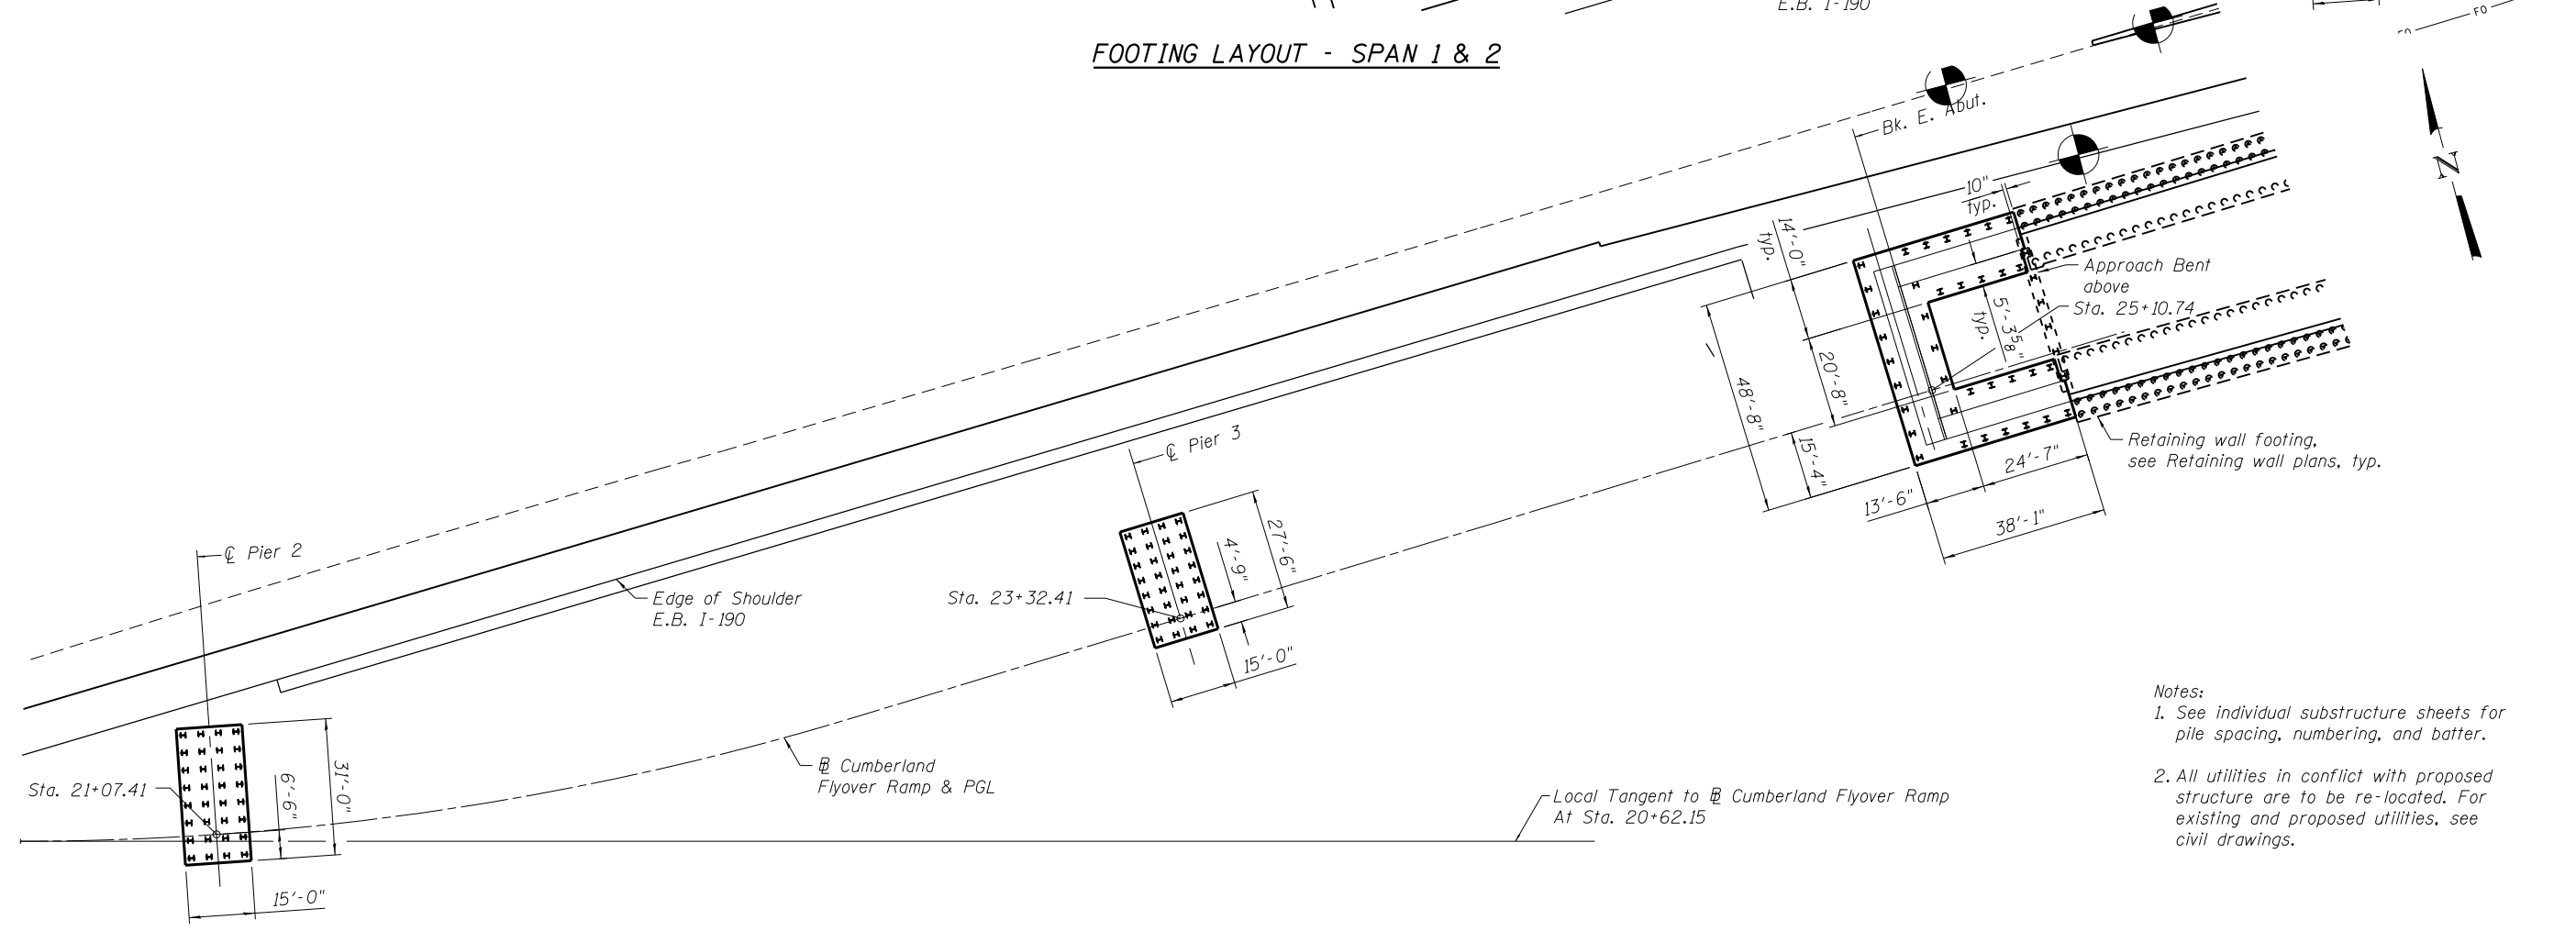 E.B. I-190
FO
FOOTING LAYOUT - SPAN 1 & 2
Bk. E. Abut.
N
10"
typ.
14'-0"
typ.
Approach Bent
above
Sta. 25+10.74
5'-3 5/8"
typ.
20'-8"
48'-8"
15'-4"
Retaining wall footing,
see Retaining wall plans, typ.
24'-7"
13'-6"
38'-1"
℄ Pier 3
27'-6"
4'-9"
Sta. 23+32.41
15'-0"
℄ Pier 2
Edge of Shoulder
E.B. I-190
Sta. 21+07.41
6'-6"
31'-0"
15'-0"
B̲L Cumberland
Flyover Ramp & PGL
Local Tangent to B̲L Cumberland Flyover Ramp
At Sta. 20+62.15
Notes:
1. See individual substructure sheets for
pile spacing, numbering, and batter.
2. All utilities in conflict with proposed
structure are to be re-located. For
existing and proposed utilities, see
civil drawings.